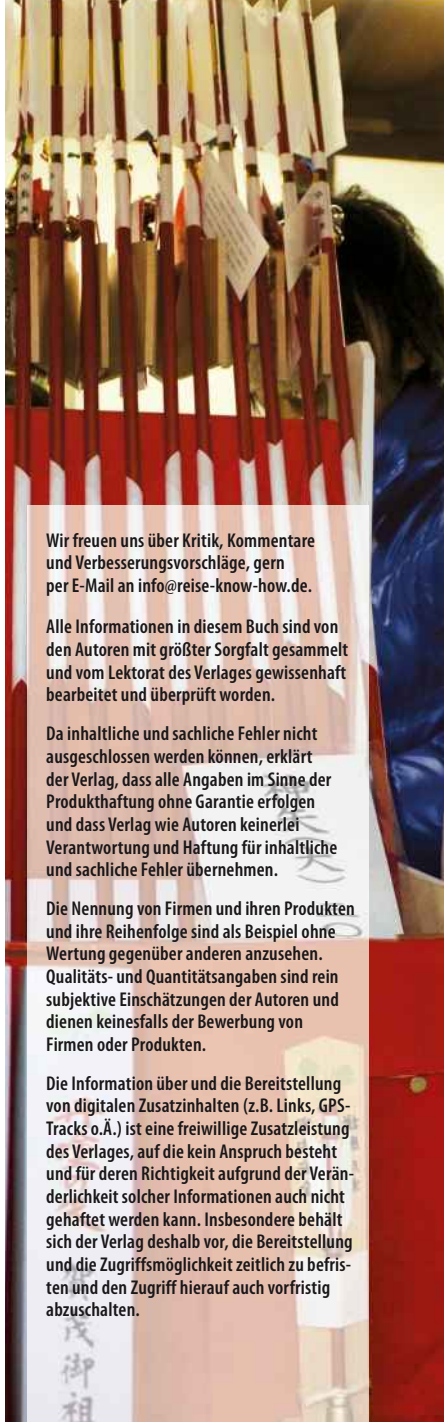 Wir freuen uns über Kritik, Kommentare
und Verbesserungsvorschläge, gern
per E-Mail an info@reise-know-how.de.
Alle Informationen in diesem Buch sind von
den Autoren mit größter Sorgfalt gesammelt
und vom Lektorat des Verlages gewissenhaft
bearbeitet und überprüft worden.
Da inhaltliche und sachliche Fehler nicht
ausgeschlossen werden können, erklärt
der Verlag, dass alle Angaben im Sinne der
Produkthaftung ohne Garantie erfolgen
und dass Verlag wie Autoren keinerlei
Verantwortung und Haftung für inhaltliche
und sachliche Fehler übernehmen.
Die Nennung von Firmen und ihren Produkten
und ihre Reihenfolge sind als Beispiel ohne
Wertung gegenüber anderen anzusehen.
Qualitäts- und Quantitätsangaben sind rein
subjektive Einschätzungen der Autoren und
dienen keinesfalls der Bewerbung von
Firmen oder Produkten.
Die Information über und die Bereitstellung
von digitalen Zusatzinhalten (z.B. Links, GPS-
Tracks o.Ä.) ist eine freiwillige Zusatzleistung
des Verlages, auf die kein Anspruch besteht
und für deren Richtigkeit aufgrund der Verän-
derlichkeit solcher Informationen auch nicht
gehaftet werden kann. Insbesondere behält
sich der Verlag deshalb vor, die Bereitstellung
und die Zugriffsmöglichkeit zeitlich zu befris-
ten und den Zugriff hierauf auch vorfristig
abzuschalten.
賀茂御祖